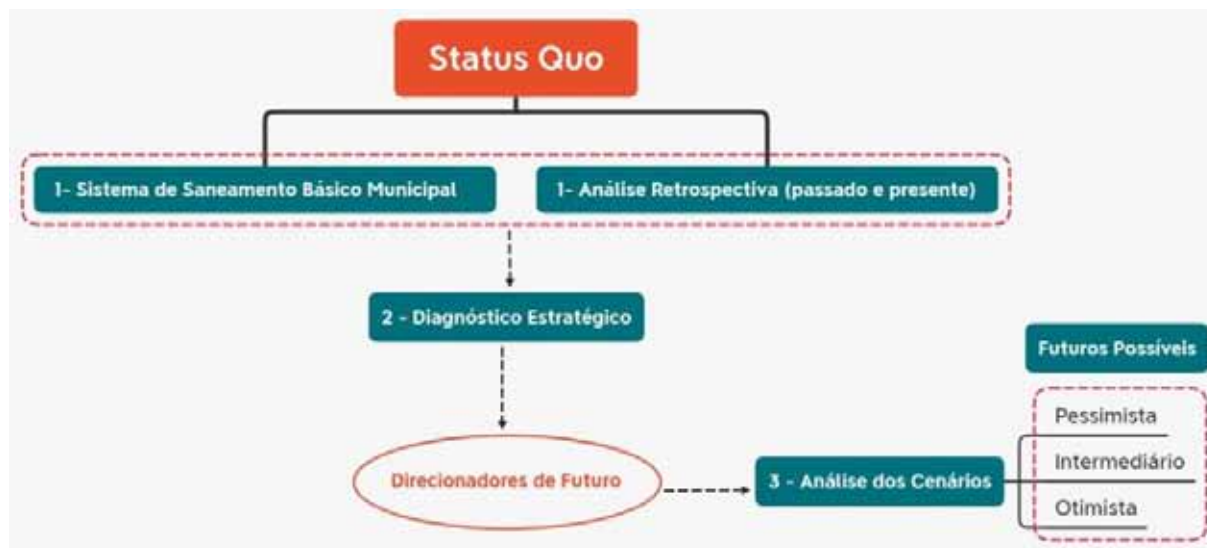 Status Quo
1- Sistema de Saneamento Básico Municipal
1- Análise Retrospectiva (passado e presente)
2 - Diagnóstico Estratégico
Futuros Possíveis
Pessimista
Direcionadores de Futuro
3 - Análise dos Cenários
Intermediário
Otimista